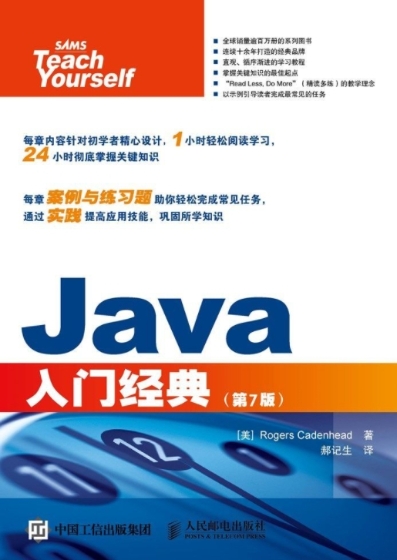 SAMS
Teach
Yourself
■ 全球销量逾百万册的系列图书
■ 连续十余年打造的经典品牌
■ 直观、循序渐进的学习教程
■ 掌握关键知识的最佳起点
■ “Read Less, Do More”（精读多练）的教学理念
■ 以示例引导读者完成最常见的任务
每章内容针对初学者精心设计，1小时轻松阅读学习，
24小时彻底掌握关键知识
每章案例与练习题助你轻松完成常见任务，
通过实践提高应用技能，巩固所学知识
Java
入门经典（第7版）
[美] Rogers Cadenhead 著
郝记生 译
11
12
中国工信出版集团
人民邮电出版社
POSTS & TELECOM PRESS